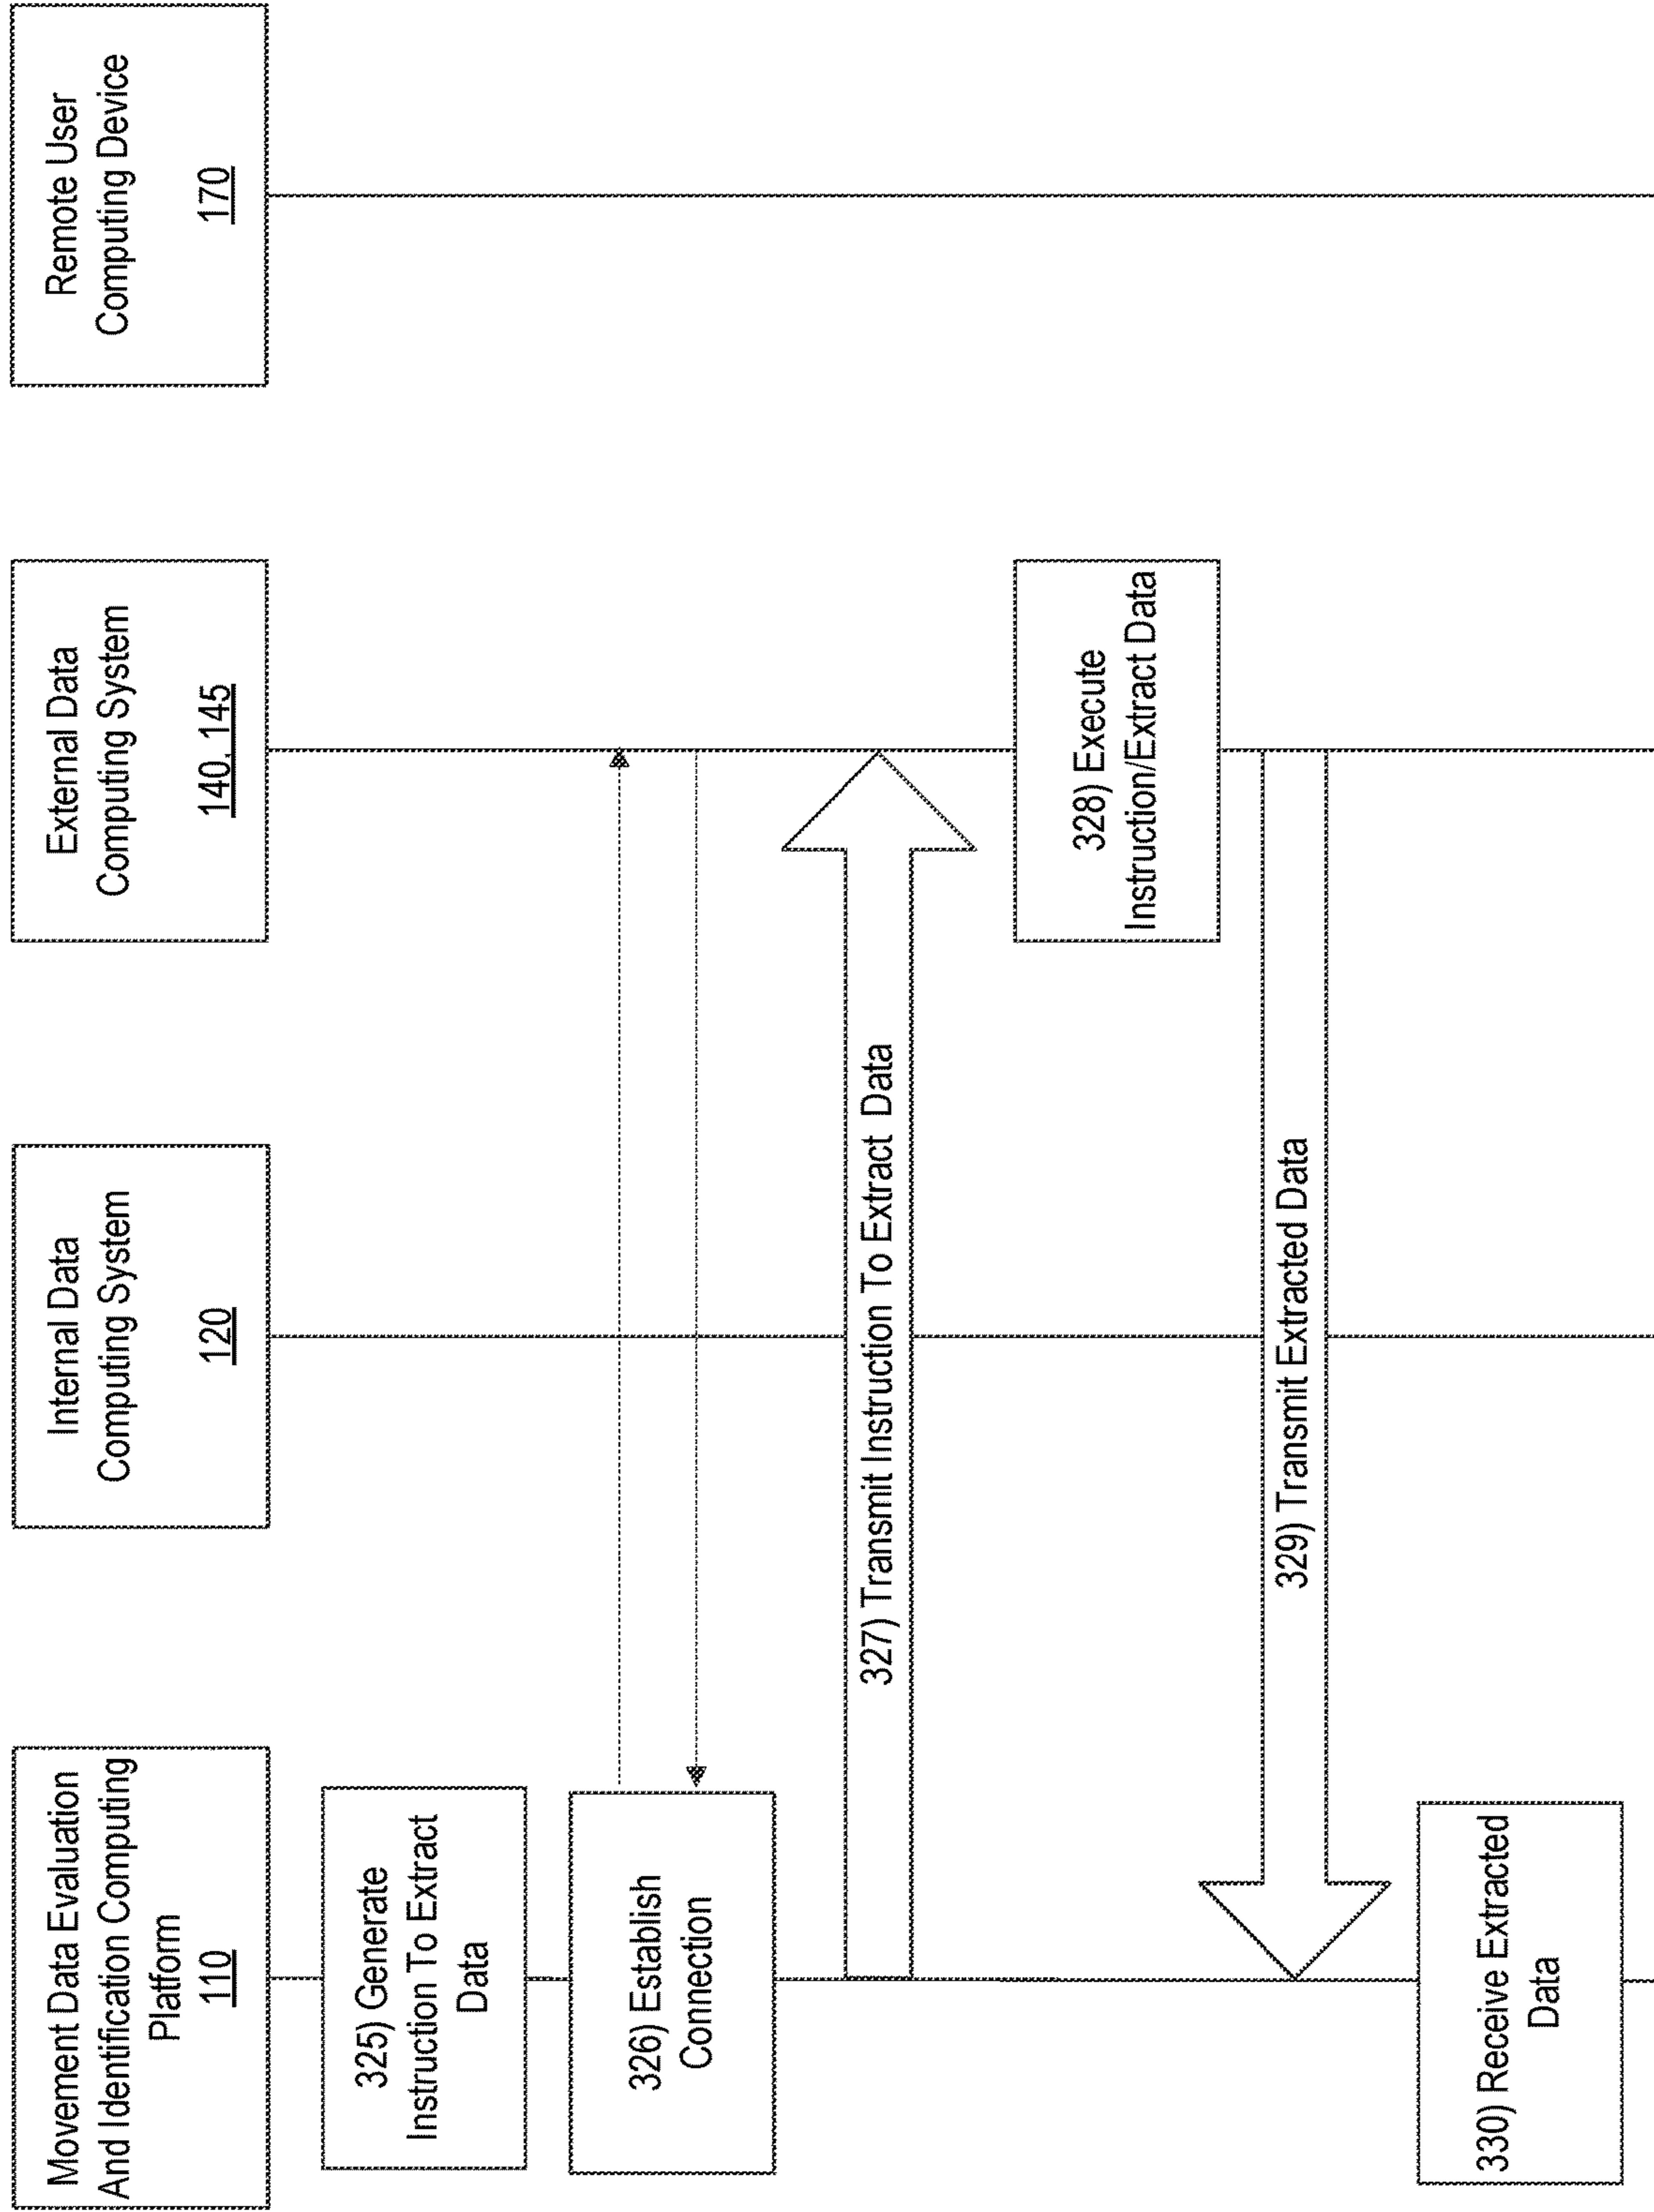 Movement Data Evaluation
And Identification Computing
Platform
110
Internal Data
Computing System
120
External Data
Computing System
140, 145
Remote User
Computing Device
170
325) Generate
Instruction To Extract
Data
326) Establish
Connection
327) Transmit Instruction To Extract Data
328) Execute
Instruction/Extract Data
329) Transmit Extracted Data
330) Receive Extracted
Data